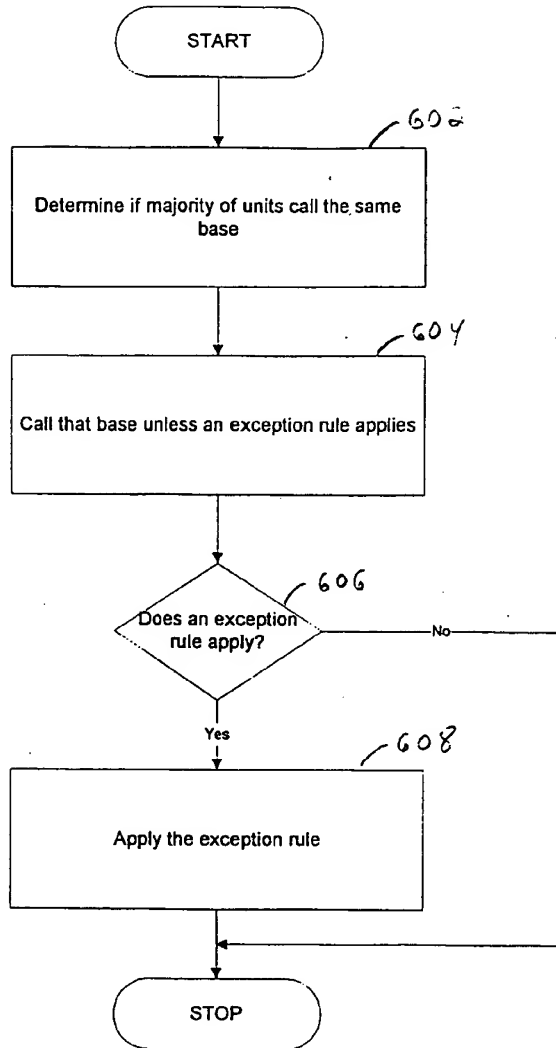 START
602
Determine if majority of units call the same
base
604
Call that base unless an exception rule applies
606
Does an exception
rule apply?
No
Yes
608
Apply the exception rule
STOP